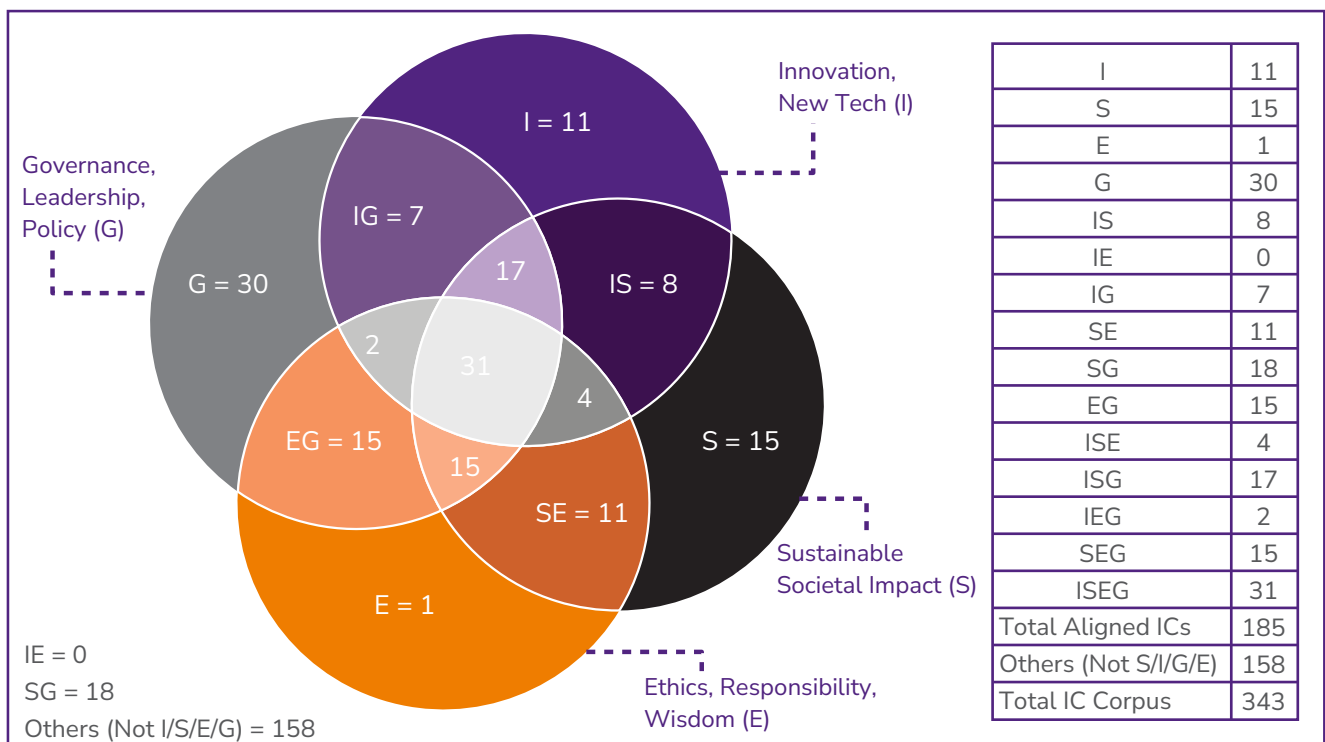 Innovation,
New Tech (I)
Governance,
Leadership,
Policy (G)
I = 11
IG = 7
G = 30
17
IS = 8
2
31
4
EG = 15
15
S = 15
SE = 11
E = 1
Sustainable
Societal Impact (S)
Ethics, Responsibility,
Wisdom (E)
IE = 0
SG = 18
Others (Not I/S/E/G) = 158
I 11
S 15
E 1
G 30
IS 8
IE 0
IG 7
SE 11
SG 18
EG 15
ISE 4
ISG 17
IEG 2
SEG 15
ISEG 31
Total Aligned ICs 185
Others (Not S/I/G/E) 158
Total IC Corpus 343